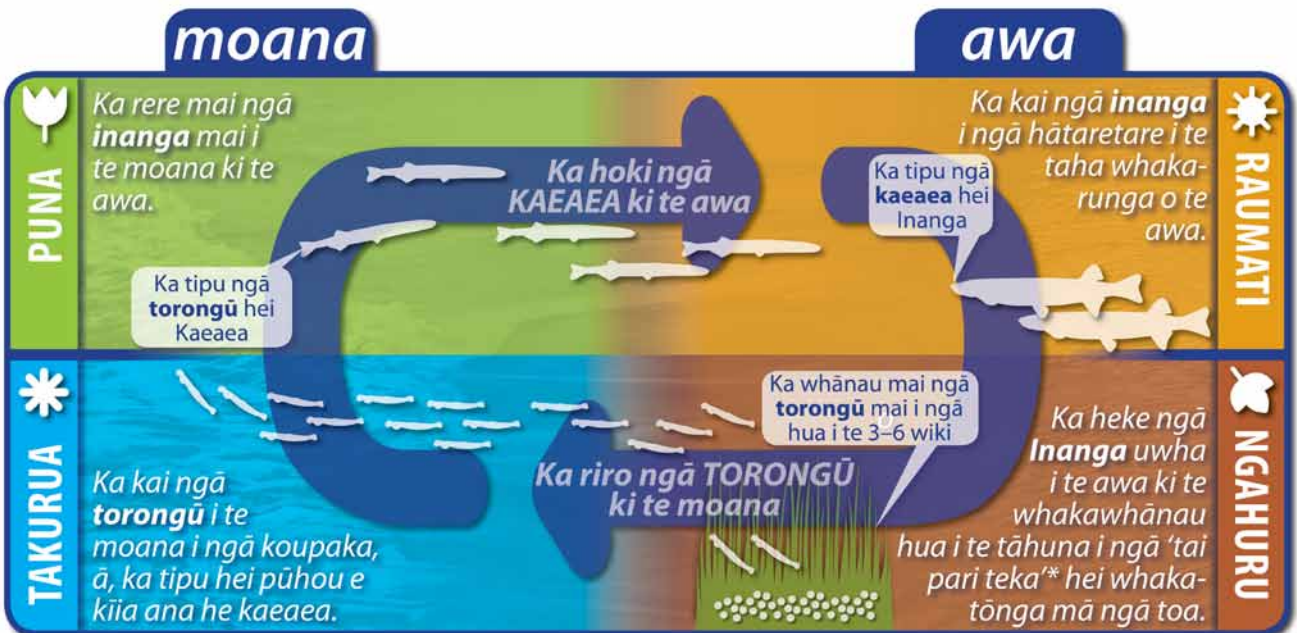 moana
awa
PUNA
Ka rere mai ngā
inanga mai i
te moana ki te
awa.
Ka hoki ngā
KAEAEA ki te awa
Ka tipu ngā
torongū hei
Kaeaea
Ka kai ngā inanga
i ngā hātaretare i te
taha whaka-
runga o te
awa.
Ka tipu ngā
kaeaea hei
Inanga
RAUMATI
TAKURUA
Ka kai ngā
torongū i te
moana i ngā koupaka,
ā, ka tipu hei pūhou e
kīia ana he kaeaea.
Ka riro ngā TORONGŪ
ki te moana
Ka whānau mai ngā
torongū mai i ngā
hua i te 3–6 wiki
Ka heke ngā
Inanga uwha
i te awa ki te
whakawhānau
hua i te tāhuna i ngā ‘tai
pari teka’* hei whaka-
tōnga mā ngā toa.
NGAHURU